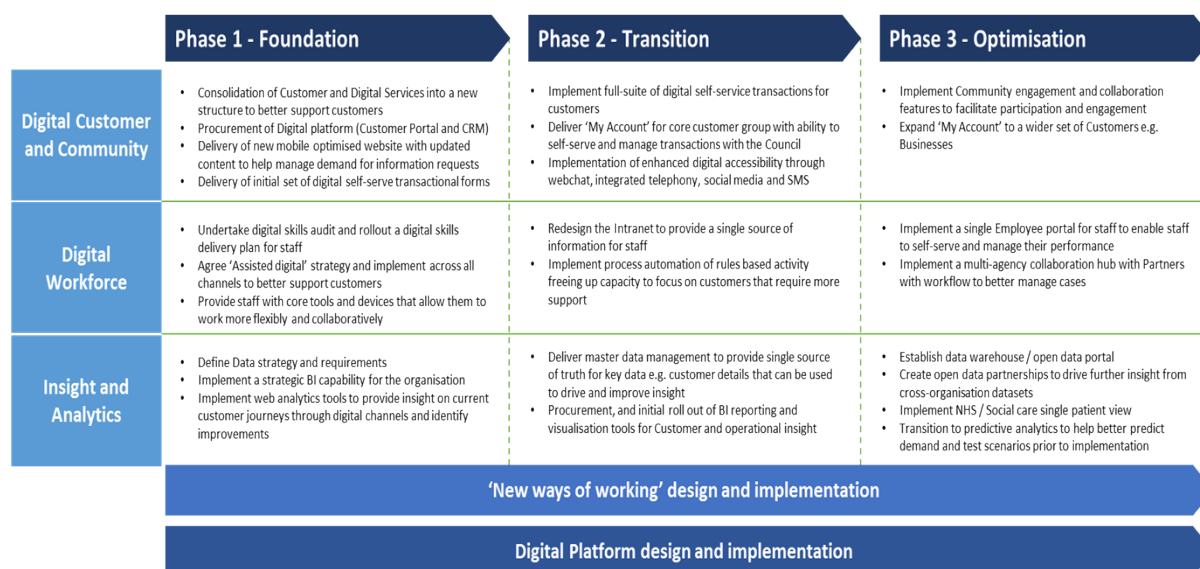 Phase 1 - Foundation
Phase 2 - Transition
Phase 3 - Optimisation
Digital Customer
and Community
• Consolidation of Customer and Digital Services into a new
structure to better support customers
• Procurement of Digital platform (Customer Portal and CRM)
• Delivery of new mobile optimised website with updated
content to help manage demand for information requests
• Delivery of initial set of digital self-serve transactional forms
• Implement full-suite of digital self-service transactions for
customers
• Deliver ‘My Account’ for core customer group with ability to
self-serve and manage transactions with the Council
• Implementation of enhanced digital accessibility through
webchat, integrated telephony, social media and SMS
• Implement Community engagement and collaboration
features to facilitate participation and engagement
• Expand ‘My Account’ to a wider set of Customers e.g.
Businesses
Digital
Workforce
• Undertake digital skills audit and rollout a digital skills
delivery plan for staff
• Agree ‘Assisted digital’ strategy and implement across all
channels to better support customers
• Provide staff with core tools and devices that allow them to
work more flexibly and collaboratively
• Redesign the Intranet to provide a single source of
information for staff
• Implement process automation of rules based activity
freeing up capacity to focus on customers that require more
support
• Implement a single Employee portal for staff to enable staff
to self-serve and manage their performance
• Implement a multi-agency collaboration hub with Partners
with workflow to better manage cases
Insight and
Analytics
• Define Data strategy and requirements
• Implement a strategic BI capability for the organisation
• Implement web analytics tools to provide insight on current
customer journeys through digital channels and identify
improvements
• Deliver master data management to provide single source
of truth for key data e.g. customer details that can be used
to drive and improve insight
• Procurement, and initial roll out of BI reporting and
visualisation tools for Customer and operational insight
• Establish data warehouse / open data portal
• Create open data partnerships to drive further insight from
cross-organisation datasets
• Implement NHS / Social care single patient view
• Transition to predictive analytics to help better predict
demand and test scenarios prior to implementation
‘New ways of working’ design and implementation
Digital Platform design and implementation